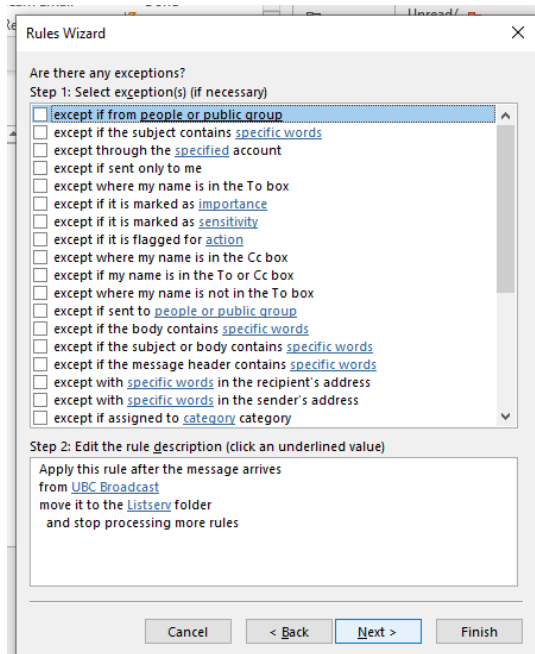 Unread/
Re
Rules Wizard
Are there any exceptions?
Step 1: Select exception(s) (if necessary)
except if from people or public group
except if the subject contains specific words
except through the specified account
except if sent only to me
except where my name is in the To box
except if it is marked as importance
except if it is marked as sensitivity
except if it is flagged for action
except where my name is in the Cc box
except if my name is in the To or Cc box
except where my name is not in the To box
except if sent to people or public group
except if the body contains specific words
except if the subject or body contains specific words
except if the message header contains specific words
except with specific words in the recipient's address
except with specific words in the sender's address
except if assigned to category category
Step 2: Edit the rule description (click an underlined value)
Apply this rule after the message arrives
from UBC Broadcast
move it to the Listserv folder
and stop processing more rules
Cancel < Back Next > Finish